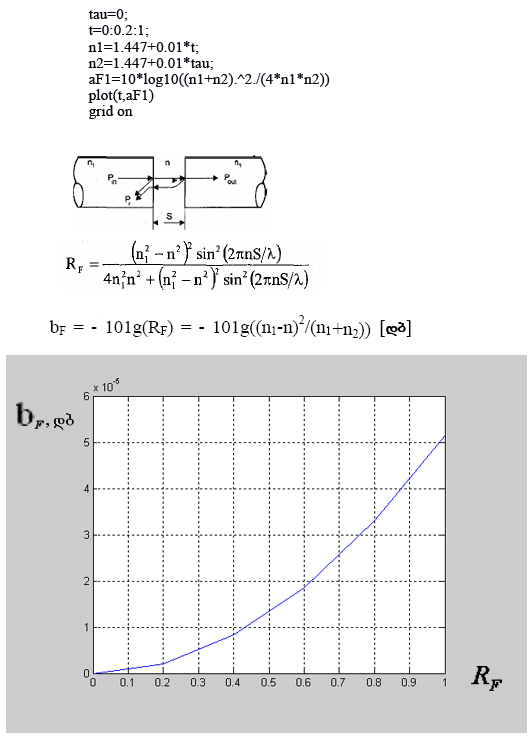 tau=0;
t=0:0.2:1;
n1=1.447+0.01*t;
n2=1.447+0.01*tau;
aF1=10*log10((n1+n2).^2./(4*n1*n2))
plot(t,aF1)
grid on
n₁ n n₁
Pin Pout
Pr
S
R_F = (n₁² – n²)² sin²(2πnS/λ) / 4n₁²n² + (n₁² – n²)² sin²(2πnS/λ)
bF = - 101g(RF) = - 101g((n1-n)²/(n1+n2)) [დბ]
bF, დბ
x 10⁻⁵
6
5
4
3
2
1
0
0 0.1 0.2 0.3 0.4 0.5 0.6 0.7 0.8 0.9 1
RF